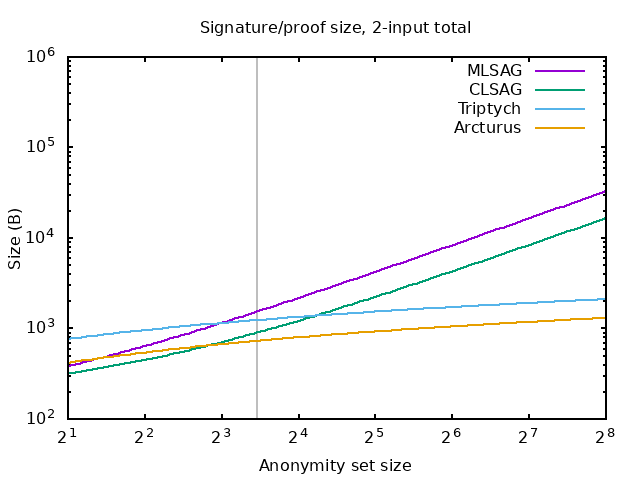 Signature/proof size, 2-input total
10^6
10^5
10^4
10^3
10^2
Size (B)
MLSAG
CLSAG
Triptych
Arcturus
2^1 2^2 2^3 2^4 2^5 2^6 2^7 2^8
Anonymity set size